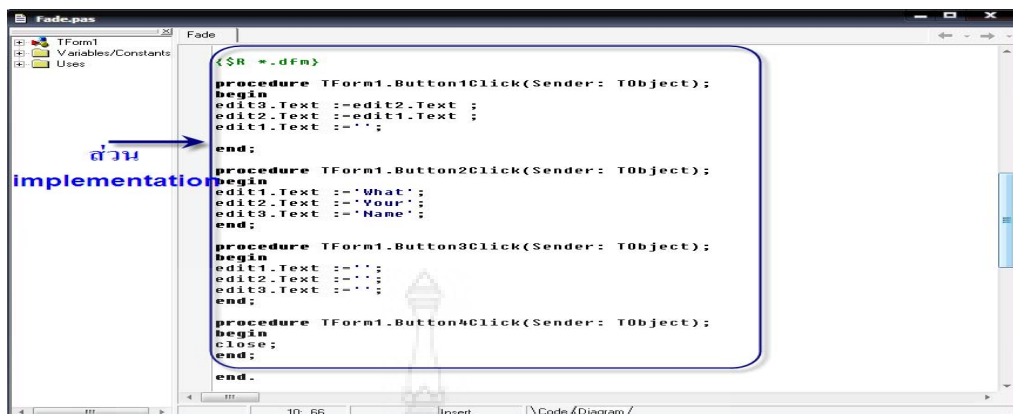 Fade.pas
TForm1
Variables/Constants
Uses
Fade
{$R *.dfm}
procedure TForm1.Button1Click(Sender: TObject);
begin
edit3.Text :=edit2.Text ;
edit2.Text :=edit1.Text ;
edit1.Text :='';
end;
ส่วน
implementation
procedure TForm1.Button2Click(Sender: TObject);
begin
edit1.Text :='What';
edit2.Text :='Your';
edit3.Text :='Name';
end;
procedure TForm1.Button3Click(Sender: TObject);
begin
edit1.Text :='';
edit2.Text :='';
edit3.Text :='';
end;
procedure TForm1.Button4Click(Sender: TObject);
begin
close;
end;
end.
10: 66 Insert Code Diagram